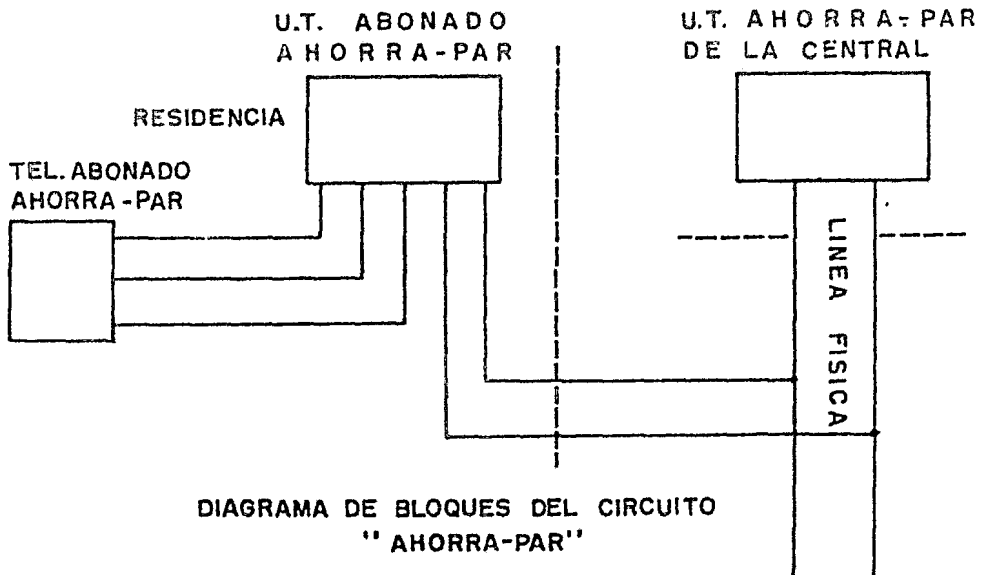 U.T. ABONADO
AHORRA-PAR
U.T. AHORRA-PAR
DE LA CENTRAL
RESIDENCIA
TEL. ABONADO
AHORRA-PAR
LINEA FISICA
DIAGRAMA DE BLOQUES DEL CIRCUITO
" AHORRA-PAR"